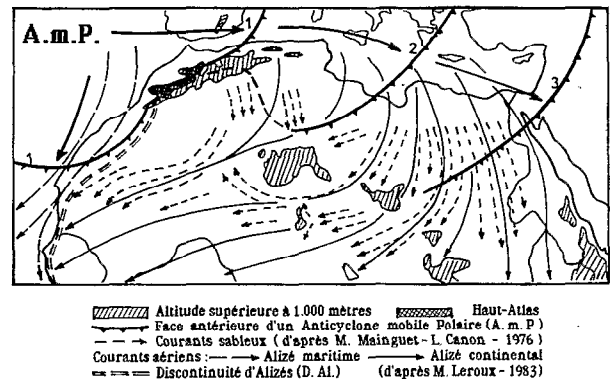 A.m.P.
1
2
3
1
Altitude supérieure à 1.000 mètres Haut-Atlas
Face antérieure d'un Anticyclone mobile Polaire (A.m.P)
Courants sableux (d'après M. Mainguet-L. Canon - 1976)
Courants aériens: Alizé maritime Alizé continental
Discontinuité d'Alizés (D. Al.) (d'après M. Leroux - 1983)